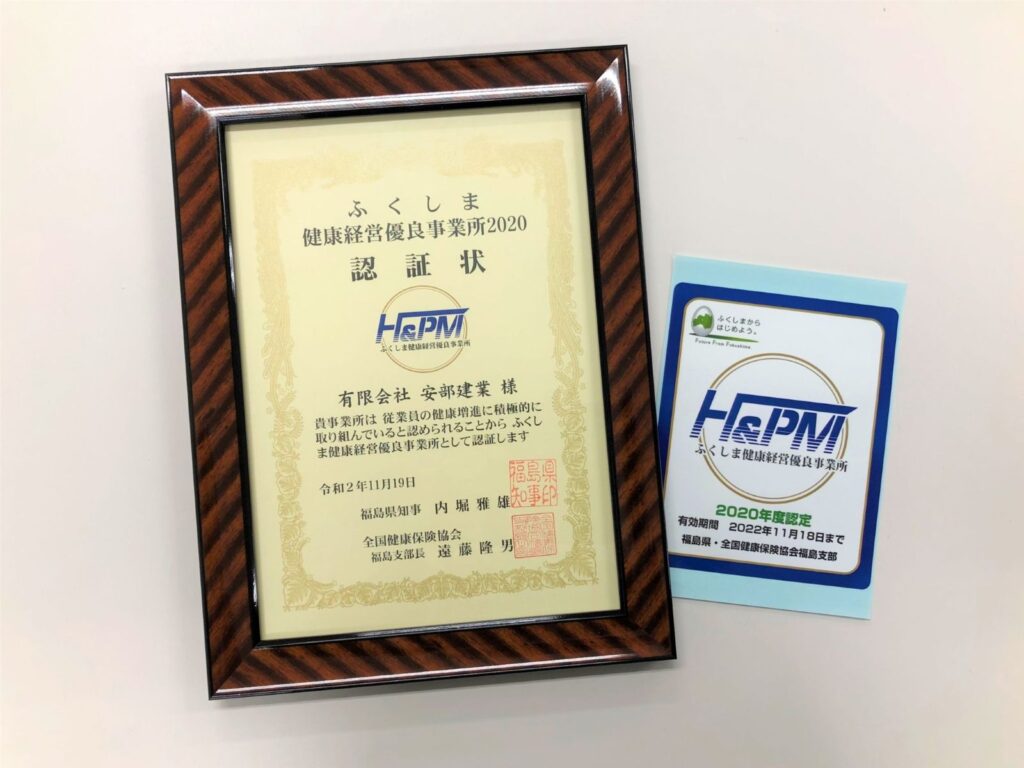 ふくしま
健康経営優良事業所2020
認証状
H&PM
ふくしま健康経営優良事業所
有限会社 安部建業 様
貴事業所は 従業員の健康増進に積極的に
取り組んでいると認められることから ふくし
ま健康経営優良事業所として認証します
令和2年11月19日
福島県知事 内堀雅雄
福島県
知事印
全国健康保険協会
福島支部長 遠藤隆男
ふくしまから
はじめよう。
Future From Fukushima.
H&PM
ふくしま健康経営優良事業所
2020年度認定
有効期間 2022年11月18日まで
福島県・全国健康保険協会福島支部